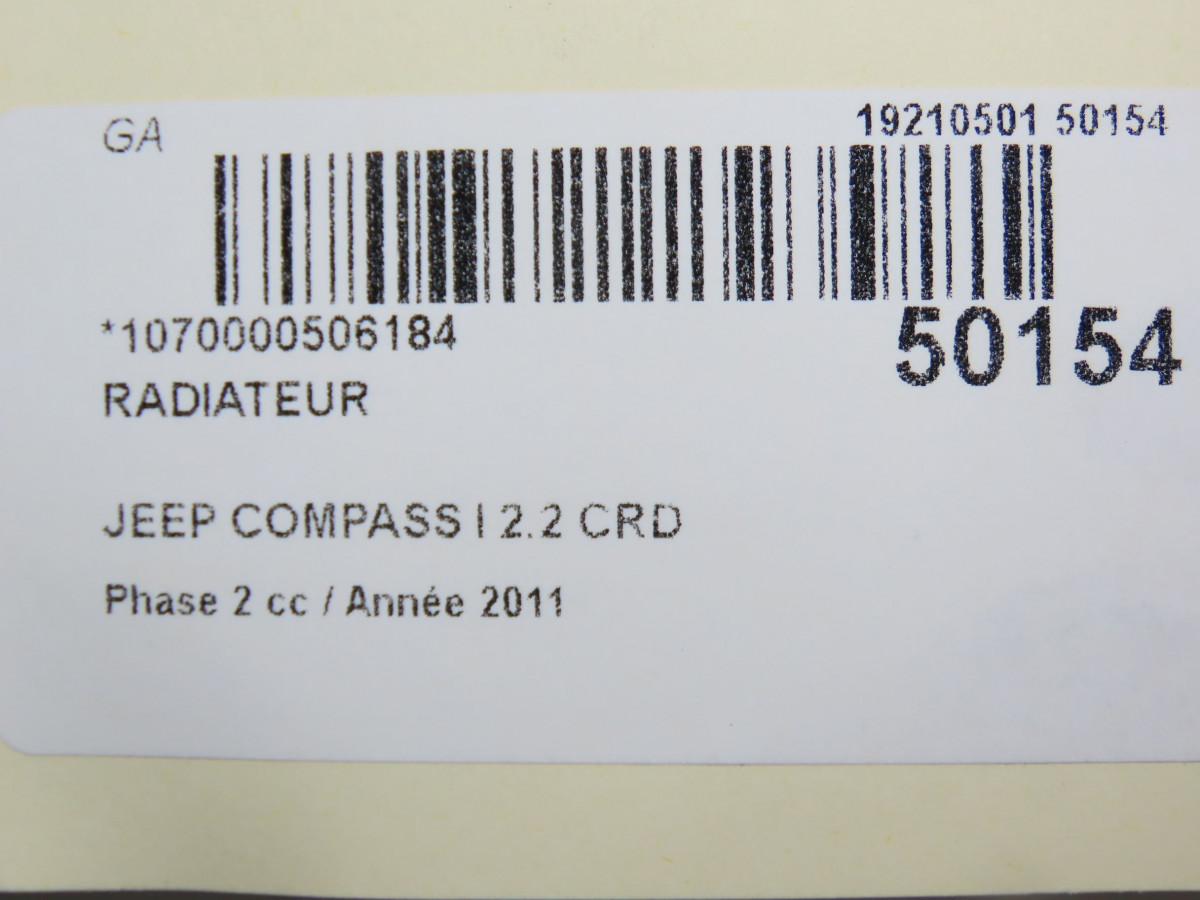 GA
19210501 50154
*1070000506184
50154
RADIATEUR
JEEP COMPASS I 2.2 CRD
Phase 2 cc / Année 2011